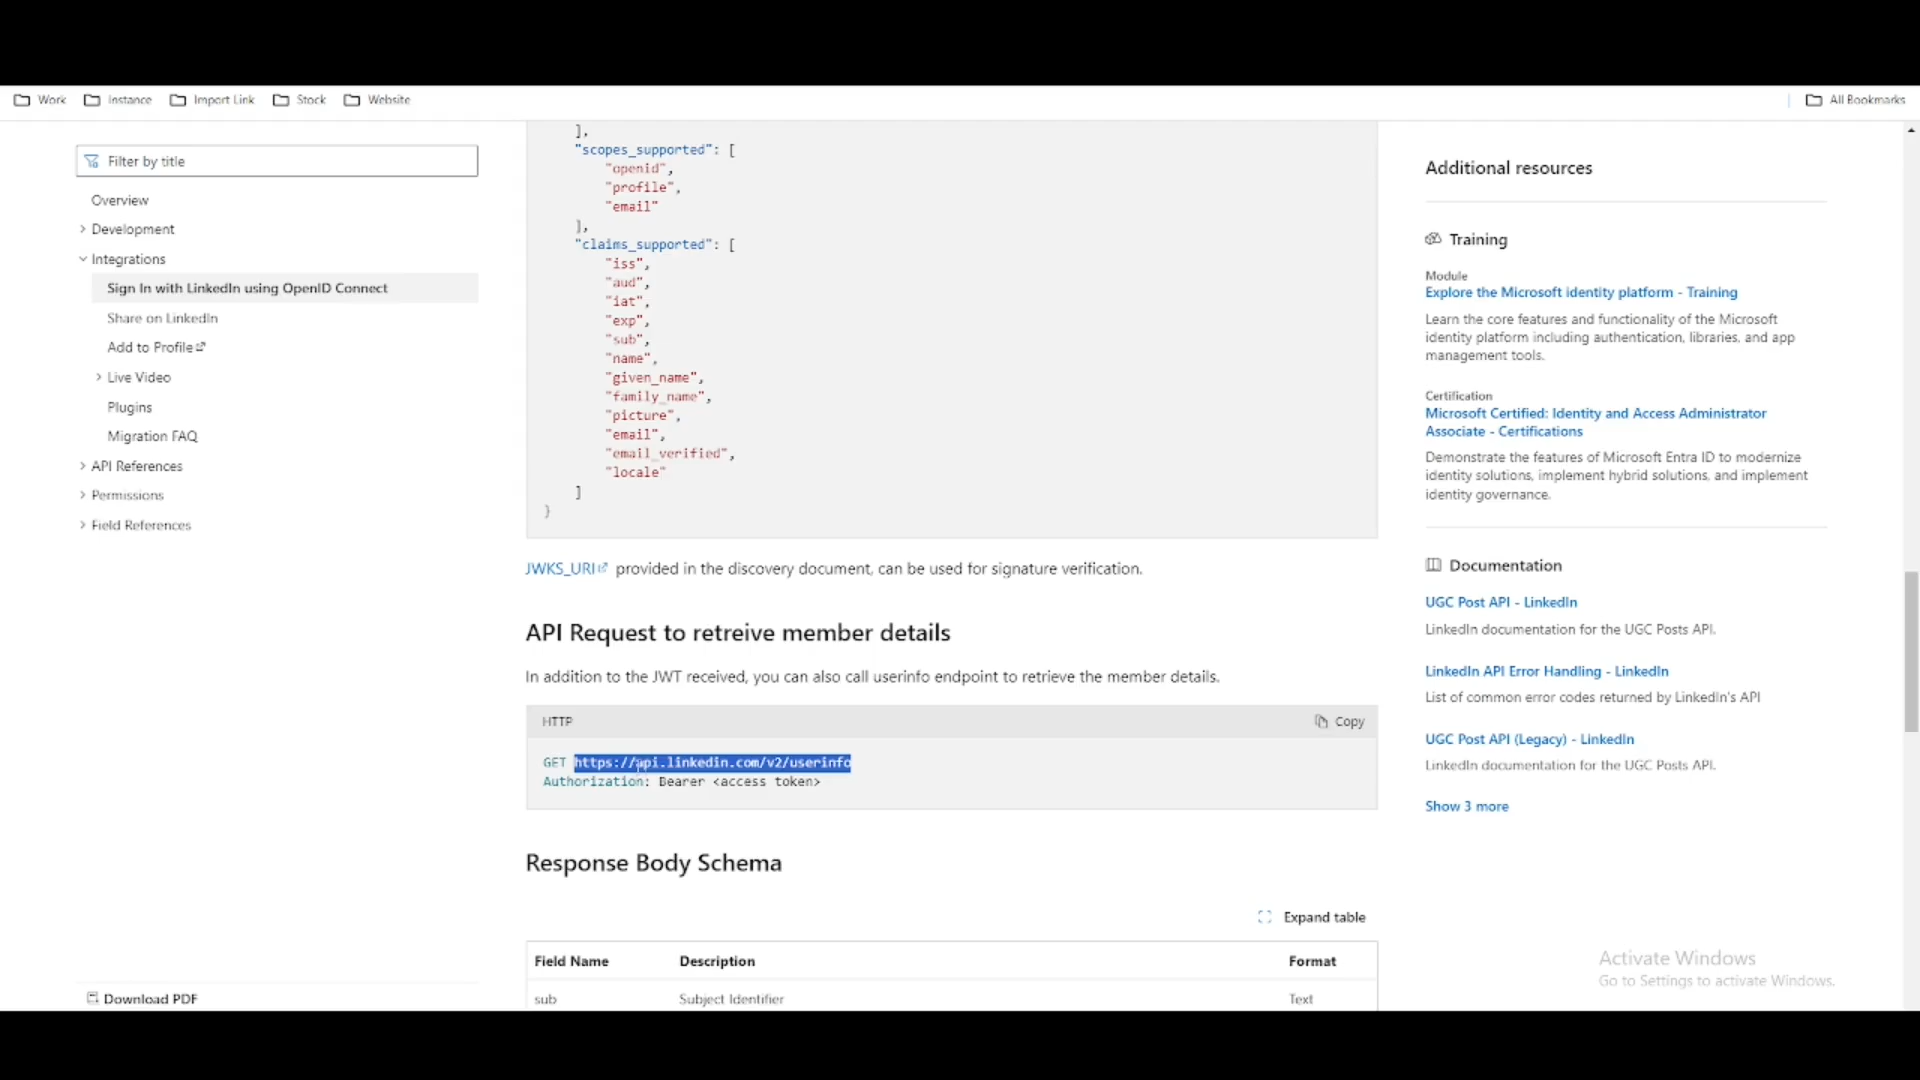 Work
Instance
Import Link
Stock
Website
All Bookmarks
Filter by title
Overview
Development
Integrations
Sign In with LinkedIn using OpenID Connect
Share on LinkedIn
Add to Profile
Live Video
Plugins
Migration FAQ
API References
Permissions
Field References
Download PDF
],
"scopes_supported": [
"openid",
"profile",
"email"
],
"claims_supported": [
"iss",
"aud",
"iat",
"exp",
"sub",
"name",
"given_name",
"family_name",
"picture",
"email",
"email_verified",
"locale"
]
}
JWKS_URI provided in the discovery document, can be used for signature verification.
API Request to retreive member details
In addition to the JWT received, you can also call userinfo endpoint to retrieve the member details.
HTTP
Copy
GET https://api.linkedin.com/v2/userinfo
Authorization: Bearer <access token>
Response Body Schema
Expand table
Field Name Description Format
sub Subject Identifier Text
Additional resources
Training
Module
Explore the Microsoft identity platform - Training
Learn the core features and functionality of the Microsoft
identity platform including authentication, libraries, and app
management tools.
Certification
Microsoft Certified: Identity and Access Administrator
Associate - Certifications
Demonstrate the features of Microsoft Entra ID to modernize
identity solutions, implement hybrid solutions, and implement
identity governance.
Documentation
UGC Post API - LinkedIn
LinkedIn documentation for the UGC Posts API.
LinkedIn API Error Handling - LinkedIn
List of common error codes returned by LinkedIn's API
UGC Post API (Legacy) - LinkedIn
LinkedIn documentation for the UGC Posts API.
Show 3 more
Activate Windows
Go to Settings to activate Windows.